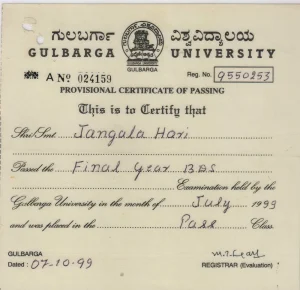 ಗುಲಬರ್ಗಾ ವಿಶ್ವವಿದ್ಯಾಲಯ
GULBARGA UNIVERSITY
GULBARGA
A No 024159
Reg. No. 9550253
PROVISIONAL CERTIFICATE OF PASSING
This is to Certify that
Shri/Smt Jangala Hari
Passed the Final Year BDS
Examination held by the
Gulbarga University in the month of July 1999
and was placed in the Pass Class.
GULBARGA
Dated : 07-10-99
REGISTRAR (Evaluation)